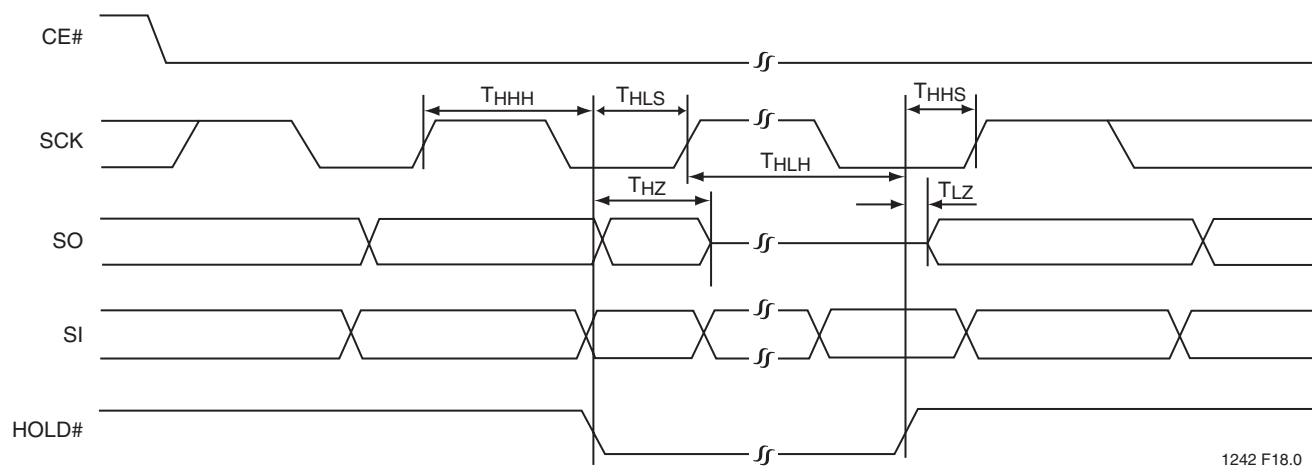 CE#
THHH THLS THHS
SCK
THLH
THZ TLZ
SO
SI
HOLD#
1242 F18.0